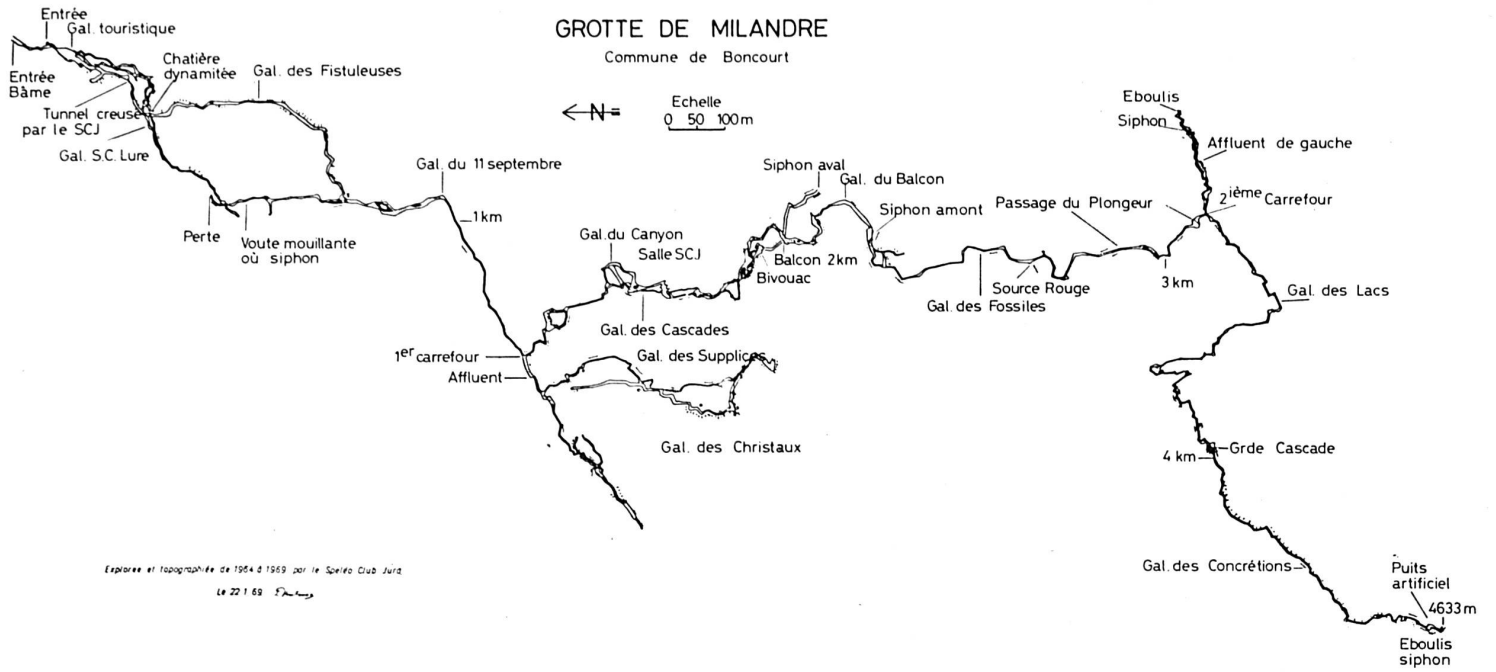 GROTTE DE MILANDRE
Commune de Boncourt
N
Echelle
0 50 100m
Entrée
Gal. touristique
Entrée
Bâme
Chatière
dynamitée
Gal. des Fistuleuses
Tunnel creusé
par le SCJ
Gal. S.C. Lure
Perte
Voute mouillante
où siphon
Gal. du 11 septembre
1km
1er carrefour
Affluent
Gal. du Canyon
Salle SCJ
Gal. des Cascades
Gal. des Supplices
Gal. des Christaux
Siphon aval
Gal. du Balcon
Bivouac
Balcon 2km
Siphon amont
Gal. des Fossiles
Source Rouge
Passage du Plongeur
3 km
Eboulis
Siphon
Affluent de gauche
2ième Carrefour
Gal. des Lacs
Grde Cascade
4 km
Gal. des Concrétions
Puits
artificiel
4633 m
Eboulis
siphon
Explorée et topographiée de 1964 à 1969 par le Speléo Club Jura
Le 22.1.69